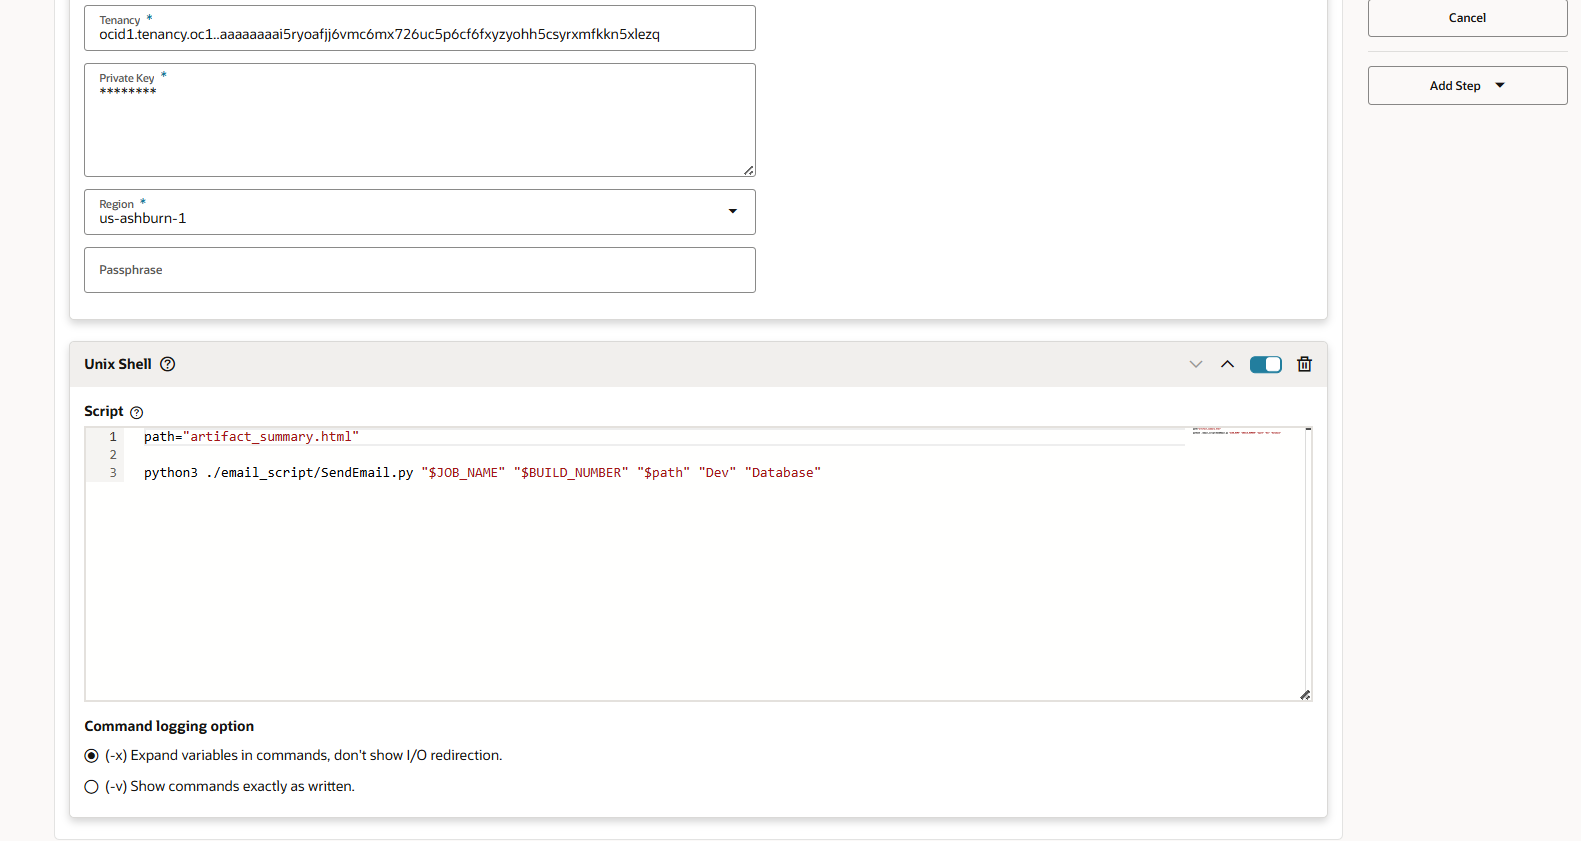 Tenancy *
ocid1.tenancy.oc1..aaaaaaaai5ryoafjj6vmc6mx726uc5p6cf6fxyzyohh5csyrxmfkkn5xlezq
Cancel
Add Step
Private Key *
********
Region *
us-ashburn-1
Passphrase
Unix Shell ?
Script ?
1 path="artifact_summary.html"
2
3 python3 ./email_script/SendEmail.py "$JOB_NAME" "$BUILD_NUMBER" "$path" "Dev" "Database"
Command logging option
(-x) Expand variables in commands, don't show I/O redirection.
(-v) Show commands exactly as written.